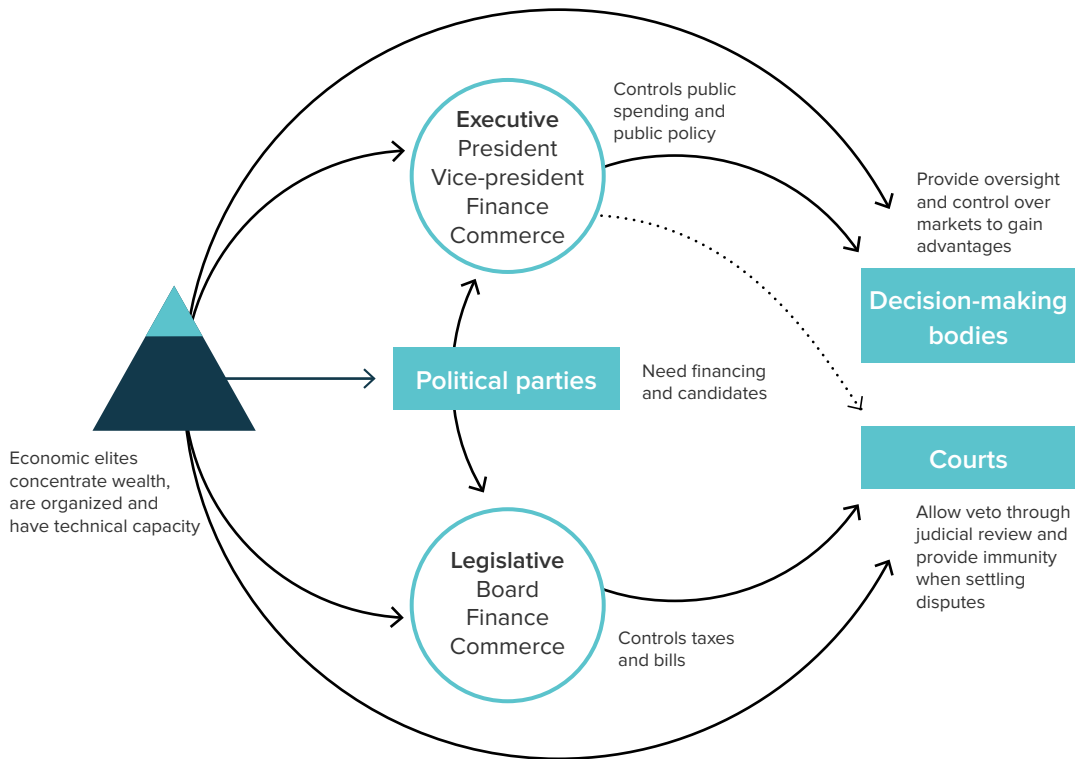 Controls public
spending and
public policy
Executive
President
Vice-president
Finance
Commerce
Provide oversight
and control over
markets to gain
advantages
Decision-making
bodies
Political parties
Need financing
and candidates
Economic elites
concentrate wealth,
are organized and
have technical capacity
Courts
Allow veto through
judicial review and
provide immunity
when settling
disputes
Legislative
Board
Finance
Commerce
Controls taxes
and bills